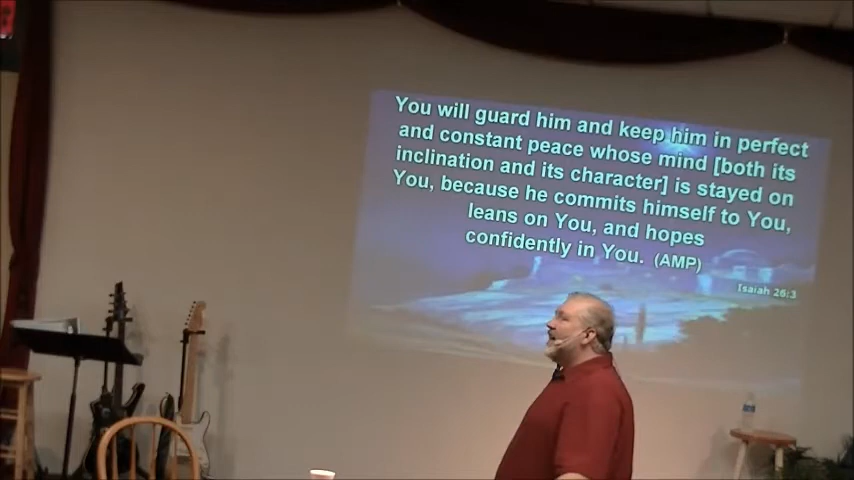 You will guard him and keep him in perfect
and constant peace whose mind [both its
inclination and its character] is stayed on
You, because he commits himself to You,
leans on You, and hopes
confidently in You. (AMP)
Isaiah 26:3